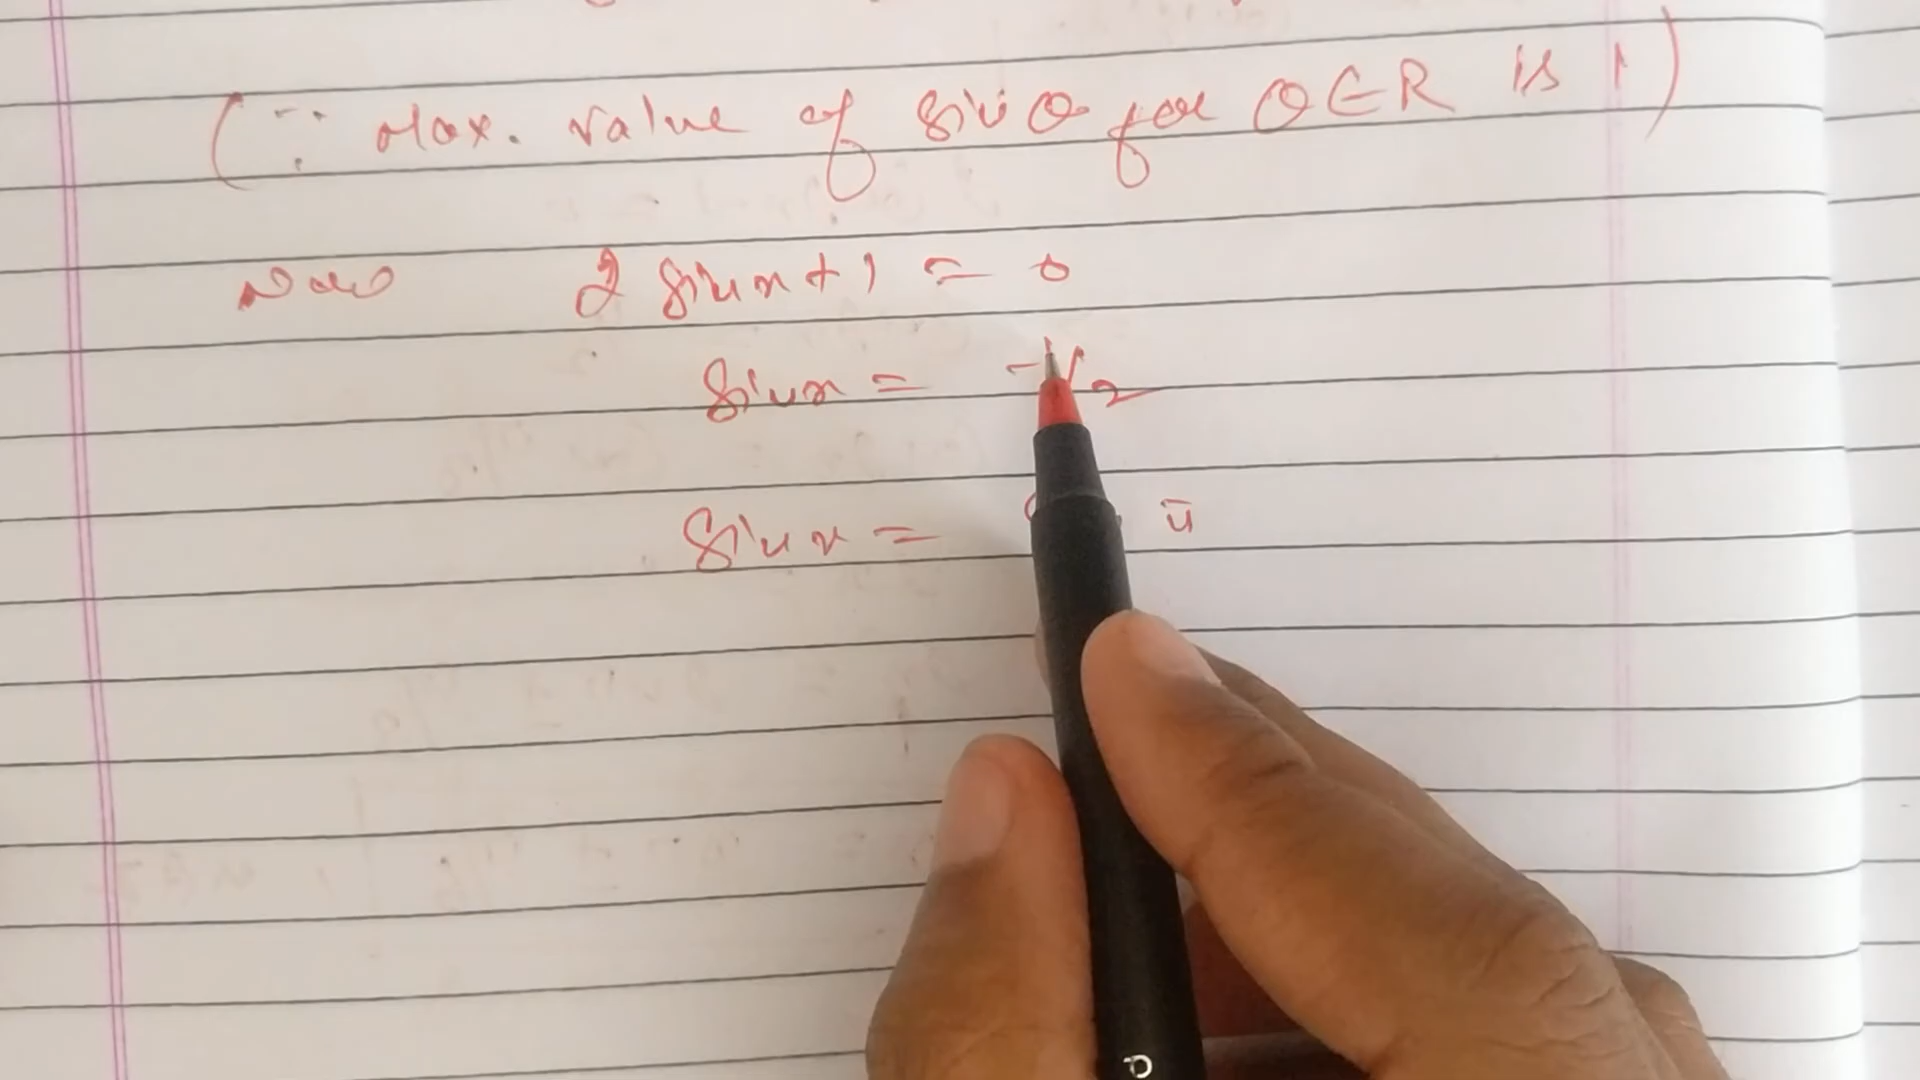 (∵ Max. value of sin θ for θ ∈ R is 1)
Now 2 sin x + 1 = 0
sin x = -1/2
sin x =